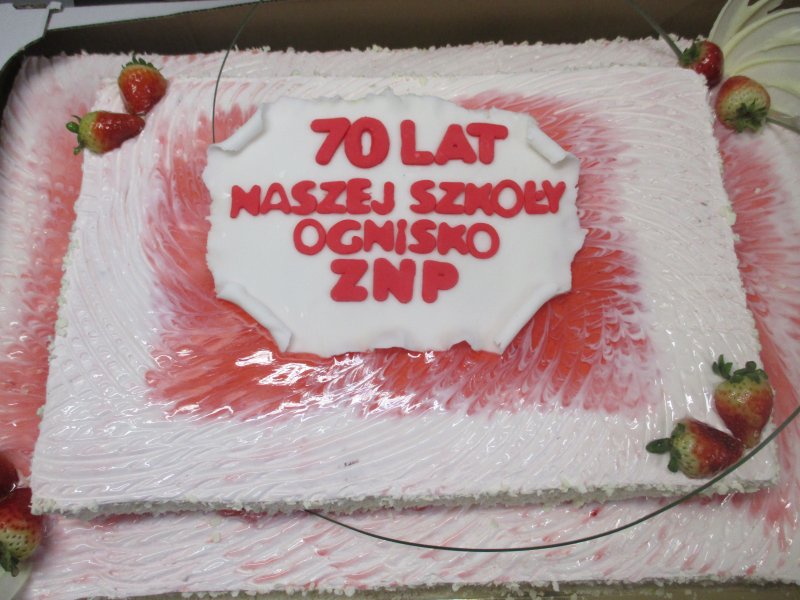 70 LAT
NASZEJ SZKOŁY
OGNISKO
ZNP